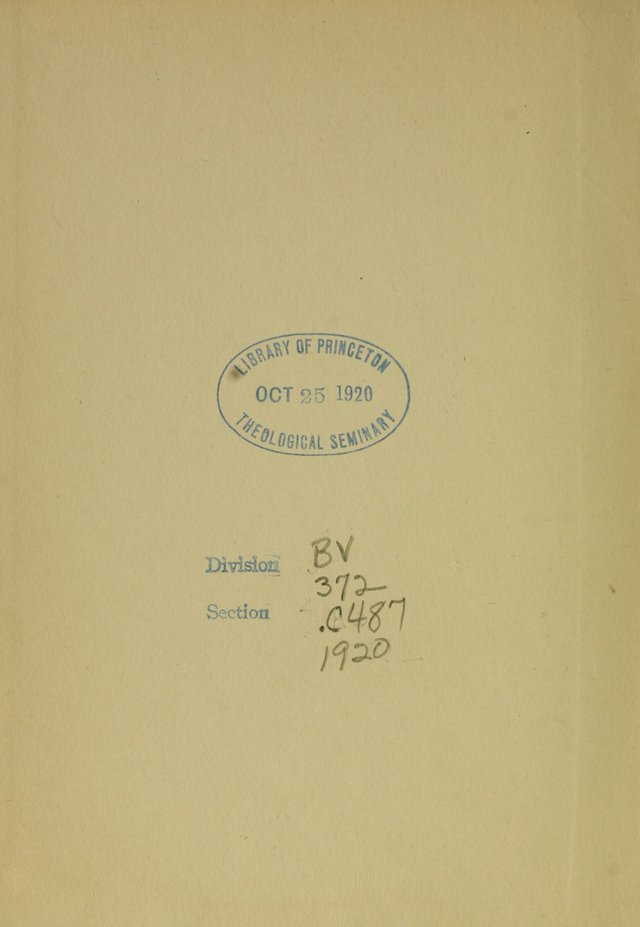 LIBRARY OF PRINCETON
OCT 25 1920
THEOLOGICAL SEMINARY
Division BV
372
Section .C487
1920